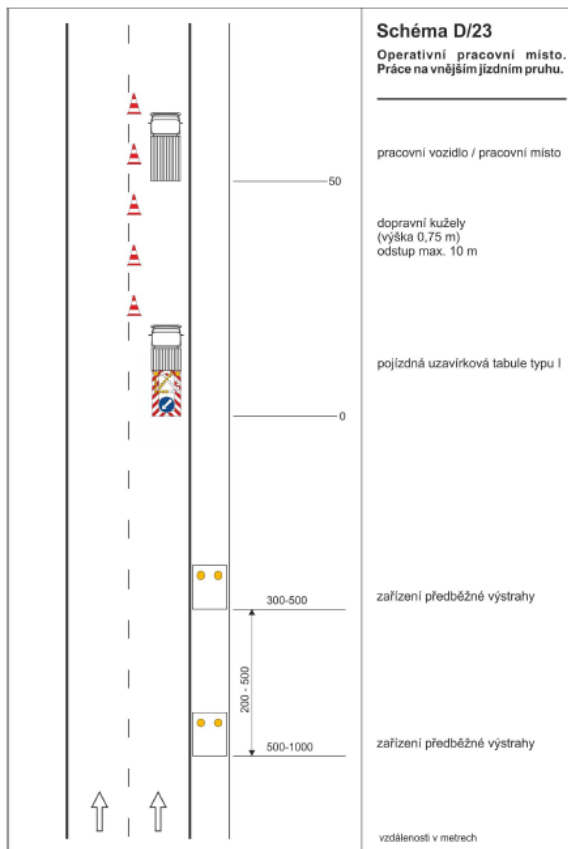 Schéma D/23
Operativní pracovní místo.
Práce na vnějším jízdním pruhu.
pracovní vozidlo / pracovní místo
50
dopravní kužely
(výška 0,75 m)
odstup max. 10 m
pojízdná uzavírková tabule typu I
0
300-500
zařízení předběžné výstrahy
200 - 500
500-1000
zařízení předběžné výstrahy
vzdálenosti v metrech